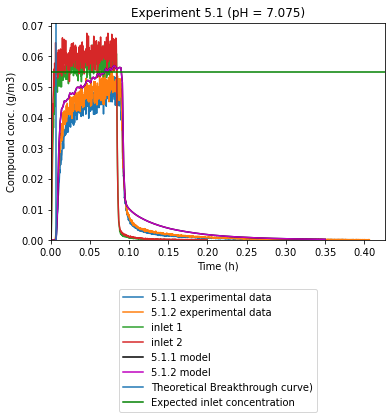 Experiment 5.1 (pH = 7.075)
Compound conc. (g/m3)
0.07
0.06
0.05
0.04
0.03
0.02
0.01
0.00
0.00 0.05 0.10 0.15 0.20 0.25 0.30 0.35 0.40
Time (h)
5.1.1 experimental data
5.1.2 experimental data
inlet 1
inlet 2
5.1.1 model
5.1.2 model
Theoretical Breakthrough curve)
Expected inlet concentration